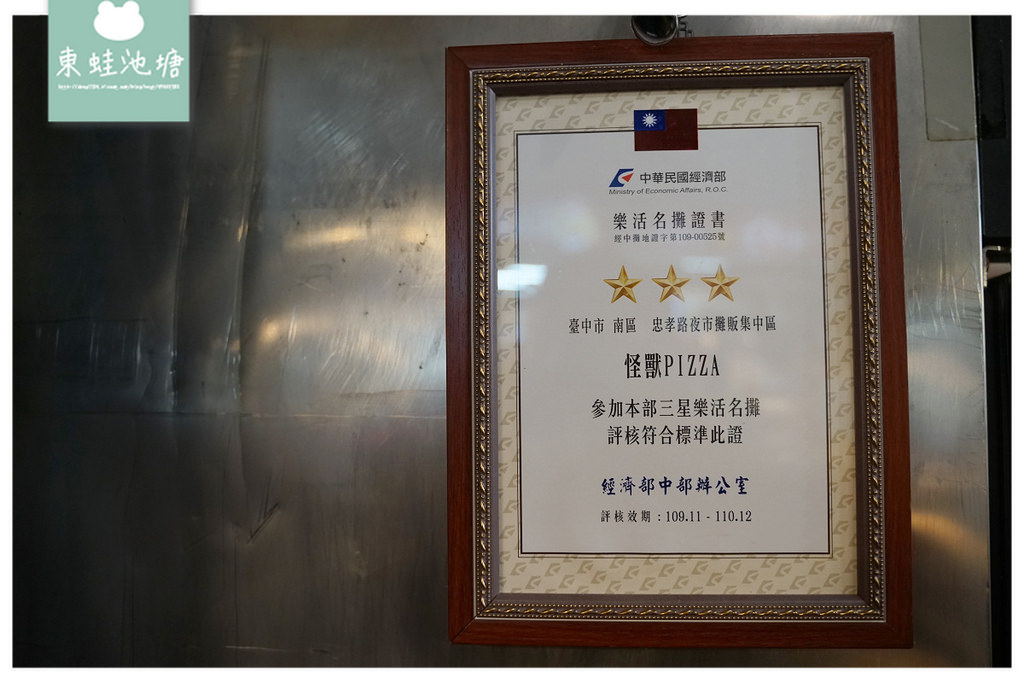 東蛙池塘
中華民國經濟部
Ministry of Economic Affairs, R.O.C.
樂活名攤證書
經中攤地證字第109-00525號
臺中市 南區 忠孝路夜市攤販集中區
怪獸PIZZA
參加本部三星樂活名攤
評核符合標準此證
經濟部中部辦公室
評核效期：109.11 - 110.12